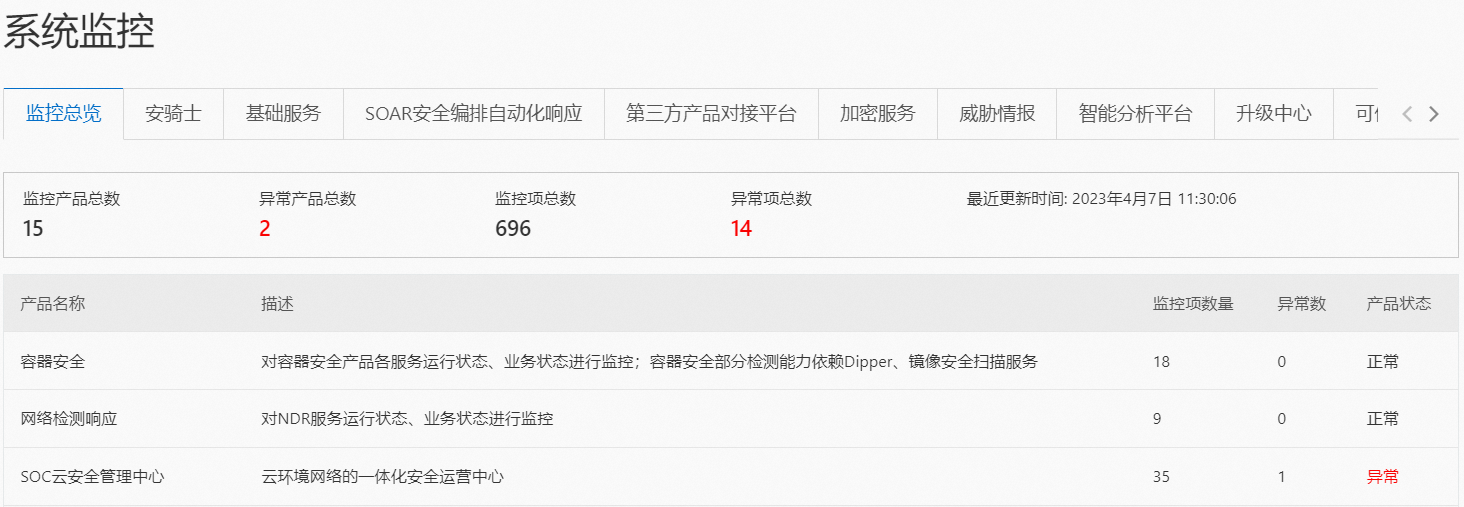 系统监控
监控总览 安骑士 基础服务 SOAR安全编排自动化响应 第三方产品对接平台 加密服务 威胁情报 智能分析平台 升级中心 可
监控产品总数 异常产品总数 监控项总数 异常项总数 最近更新时间: 2023年4月7日 11:30:06
15 2 696 14
产品名称 描述 监控项数量 异常数 产品状态
容器安全 对容器安全产品各服务运行状态、业务状态进行监控；容器安全部分检测能力依赖Dipper、镜像安全扫描服务 18 0 正常
网络检测响应 对NDR服务运行状态、业务状态进行监控 9 0 正常
SOC云安全管理中心 云环境网络的一体化安全运营中心 35 1 异常